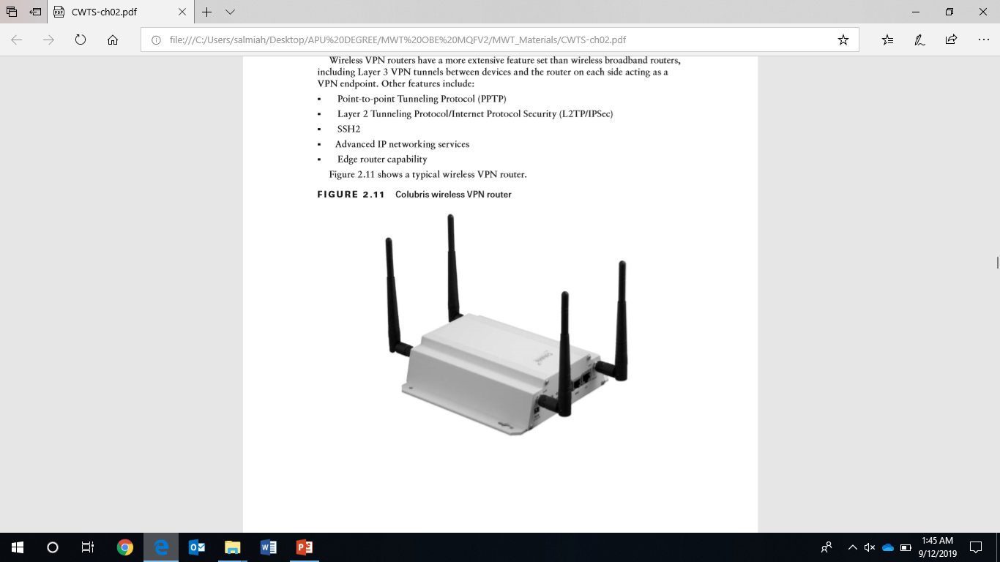 CWTS-ch02.pdf
file:///C:/Users/salmiah/Desktop/APU%20DEGREE/MWT%20OBE%20MQFV2/MWT_Materials/CWTS-ch02.pdf
Wireless VPN routers have a more extensive feature set than wireless broadband routers,
including Layer 3 VPN tunnels between devices and the router on each side acting as a
VPN endpoint. Other features include:
▪ Point-to-point Tunneling Protocol (PPTP)
▪ Layer 2 Tunneling Protocol/Internet Protocol Security (L2TP/IPSec)
▪ SSH2
▪ Advanced IP networking services
▪ Edge router capability
Figure 2.11 shows a typical wireless VPN router.
FIGURE 2.11 Colubris wireless VPN router
1:45 AM
9/12/2019